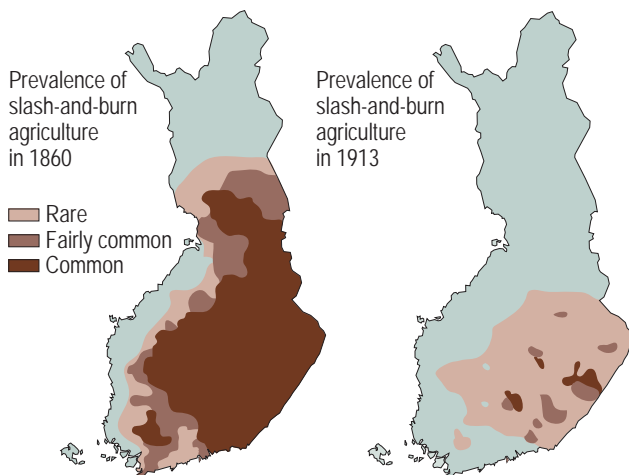 Prevalence of
slash-and-burn
agriculture
in 1860
Rare
Fairly common
Common
Prevalence of
slash-and-burn
agriculture
in 1913